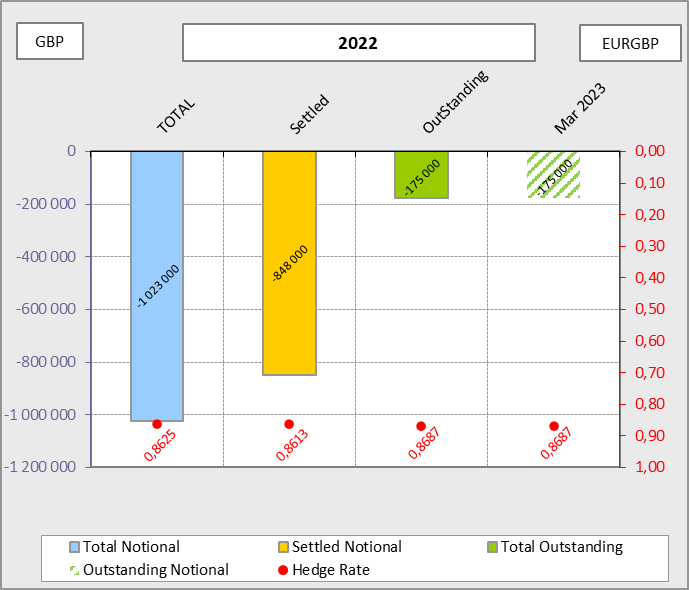 GBP
2022
EURGBP
TOTAL
Settled
OutStanding
Mar 2023
0
-200 000
-400 000
-600 000
-800 000
-1 000 000
-1 200 000
0,00
0,10
0,20
0,30
0,40
0,50
0,60
0,70
0,80
0,90
1,00
-1 023 000
-848 000
-175 000
-175 000
0,8625
0,8613
0,8687
0,8687
Total Notional
Settled Notional
Total Outstanding
Outstanding Notional
Hedge Rate